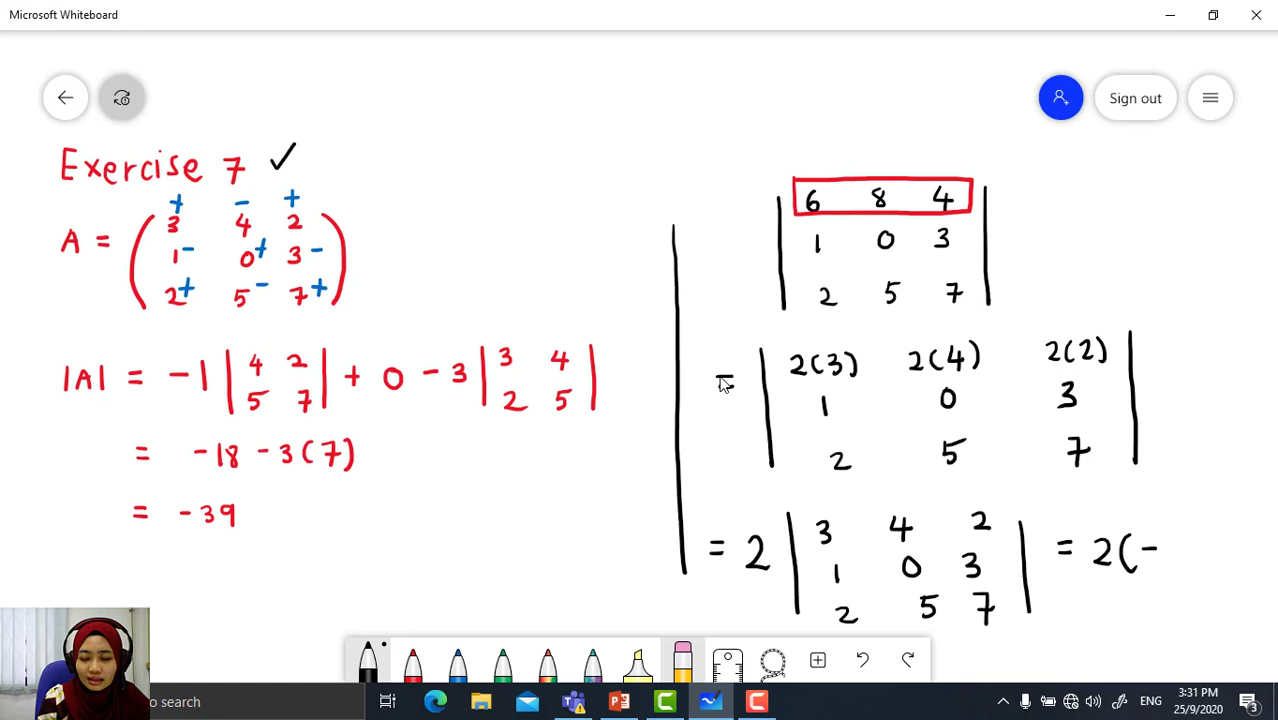 Microsoft Whiteboard
Sign out
Exercise 7 ✓
+ - +
A = ( 3 4 2
1 - 0 + 3 -
2 + 5 - 7 + )
|A| = -1 | 4 2 | + 0 - 3 | 3 4 |
| 5 7 | | 2 5 |
= -18 - 3(7)
= -39
| 6 8 4 |
| 1 0 3 |
| 2 5 7 |
= | 2(3) 2(4) 2(2) |
| 1 0 3 |
| 2 5 7 |
= 2 | 3 4 2 |
| 1 0 3 | = 2(-
| 2 5 7 |
o search
ENG
3:31 PM
25/9/2020
3